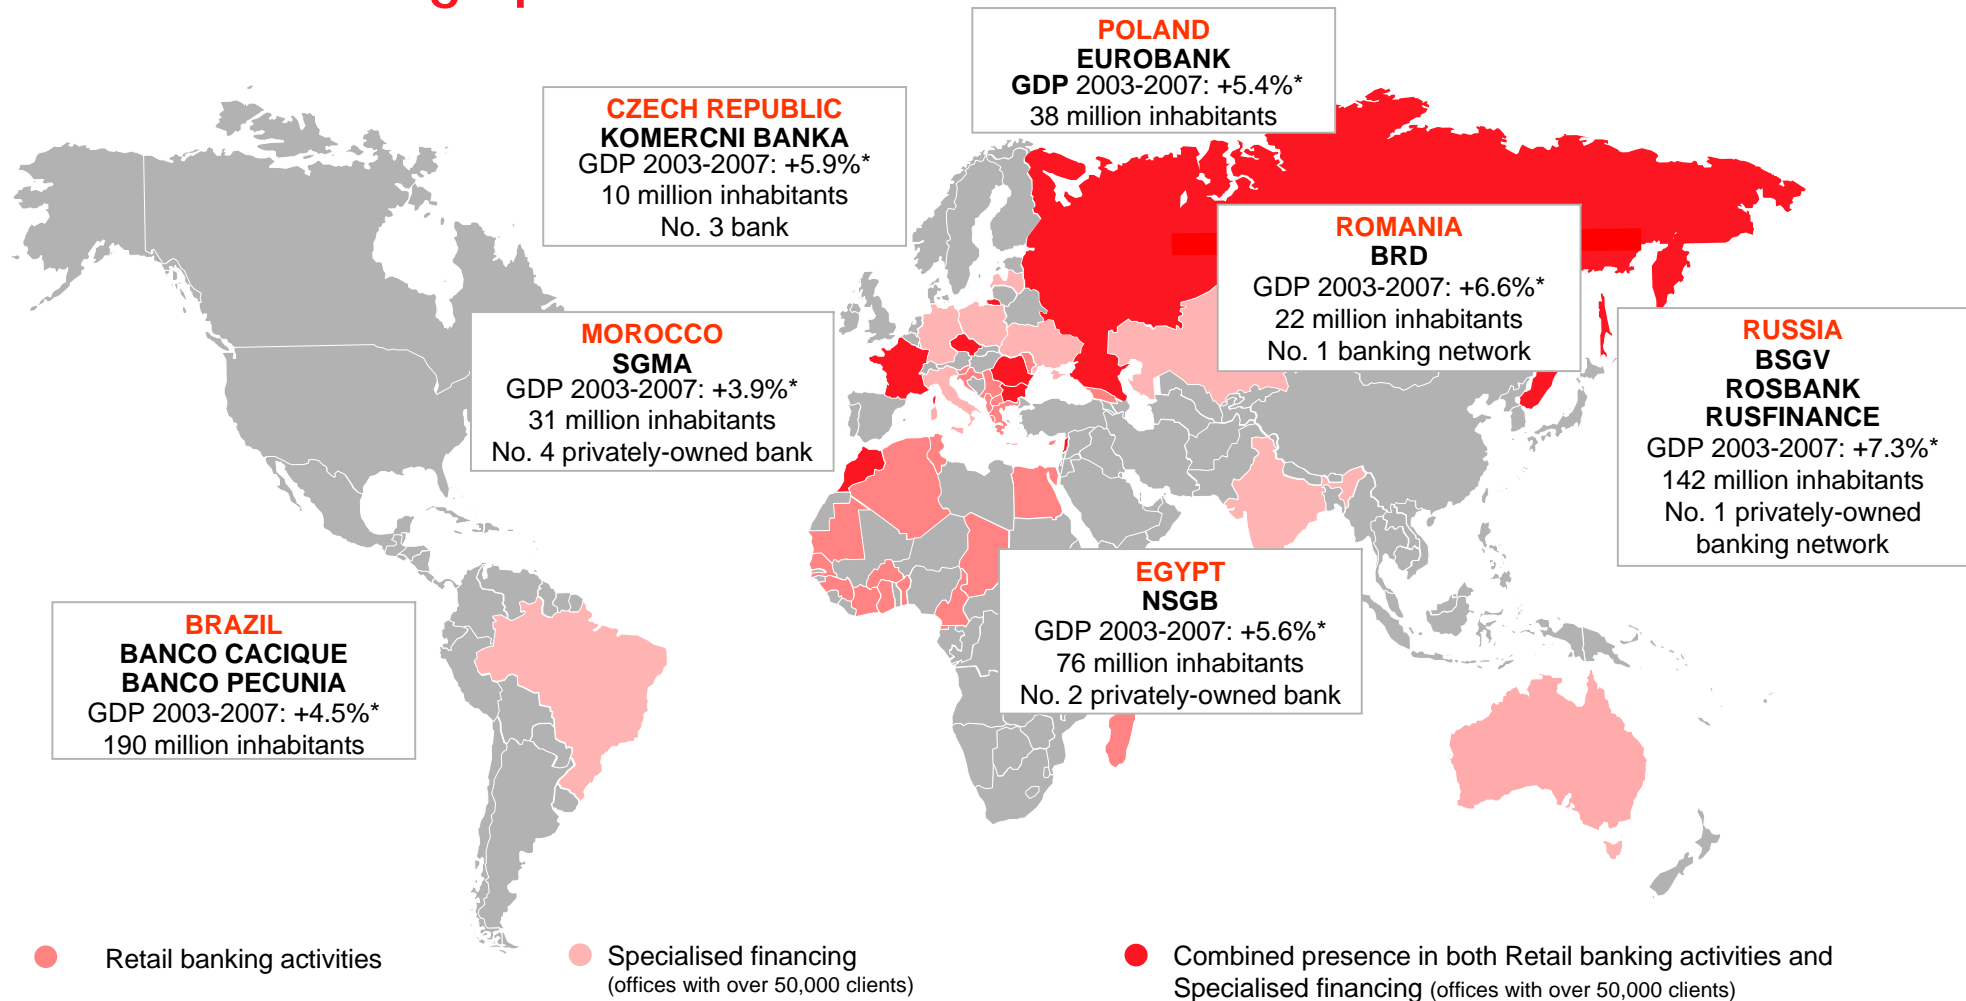 POLAND
EUROBANK
GDP 2003-2007: +5.4%*
38 million inhabitants
CZECH REPUBLIC
KOMERCNI BANKA
GDP 2003-2007: +5.9%*
10 million inhabitants
No. 3 bank
ROMANIA
BRD
GDP 2003-2007: +6.6%*
22 million inhabitants
No. 1 banking network
MOROCCO
SGMA
GDP 2003-2007: +3.9%*
31 million inhabitants
No. 4 privately-owned bank
RUSSIA
BSGV
ROSBANK
RUSFINANCE
GDP 2003-2007: +7.3%*
142 million inhabitants
No. 1 privately-owned
banking network
EGYPT
NSGB
GDP 2003-2007: +5.6%*
76 million inhabitants
No. 2 privately-owned bank
BRAZIL
BANCO CACIQUE
BANCO PECUNIA
GDP 2003-2007: +4.5%*
190 million inhabitants
Retail banking activities
Specialised financing
(offices with over 50,000 clients)
Combined presence in both Retail banking activities and
Specialised financing (offices with over 50,000 clients)